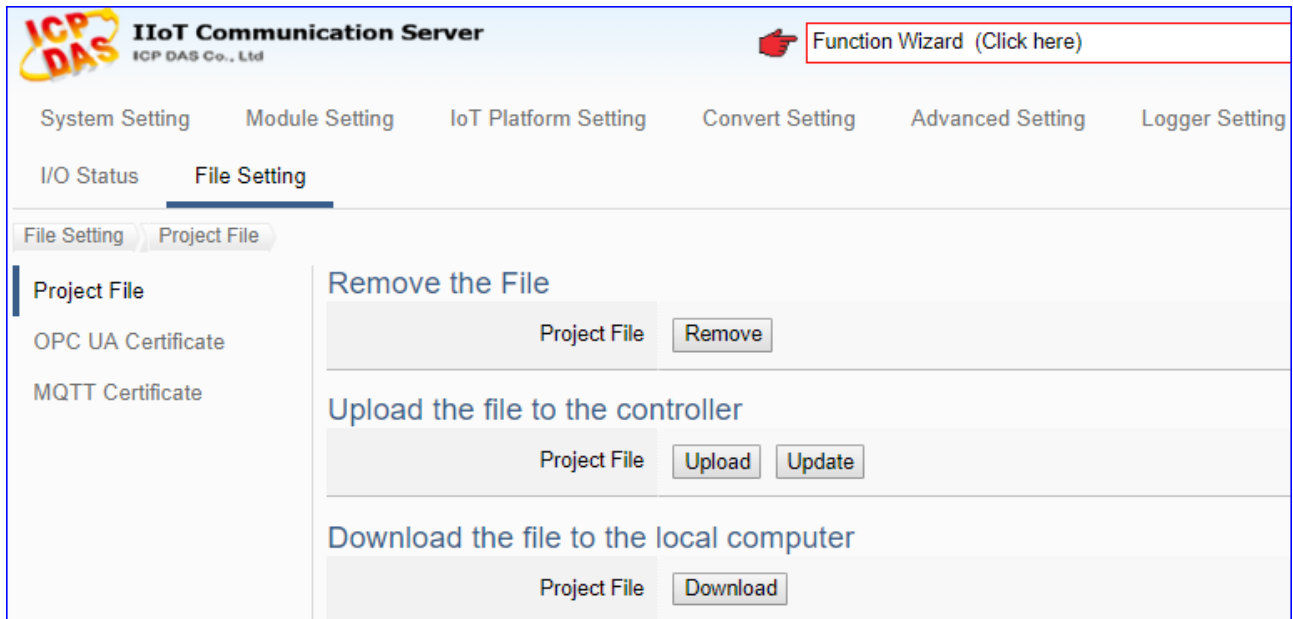 ICP DAS
IIoT Communication Server
ICP DAS Co., Ltd
Function Wizard (Click here)
System Setting Module Setting IoT Platform Setting Convert Setting Advanced Setting Logger Setting
I/O Status File Setting
File Setting Project File
Project File
OPC UA Certificate
MQTT Certificate
Remove the File
Project File Remove
Upload the file to the controller
Project File Upload Update
Download the file to the local computer
Project File Download